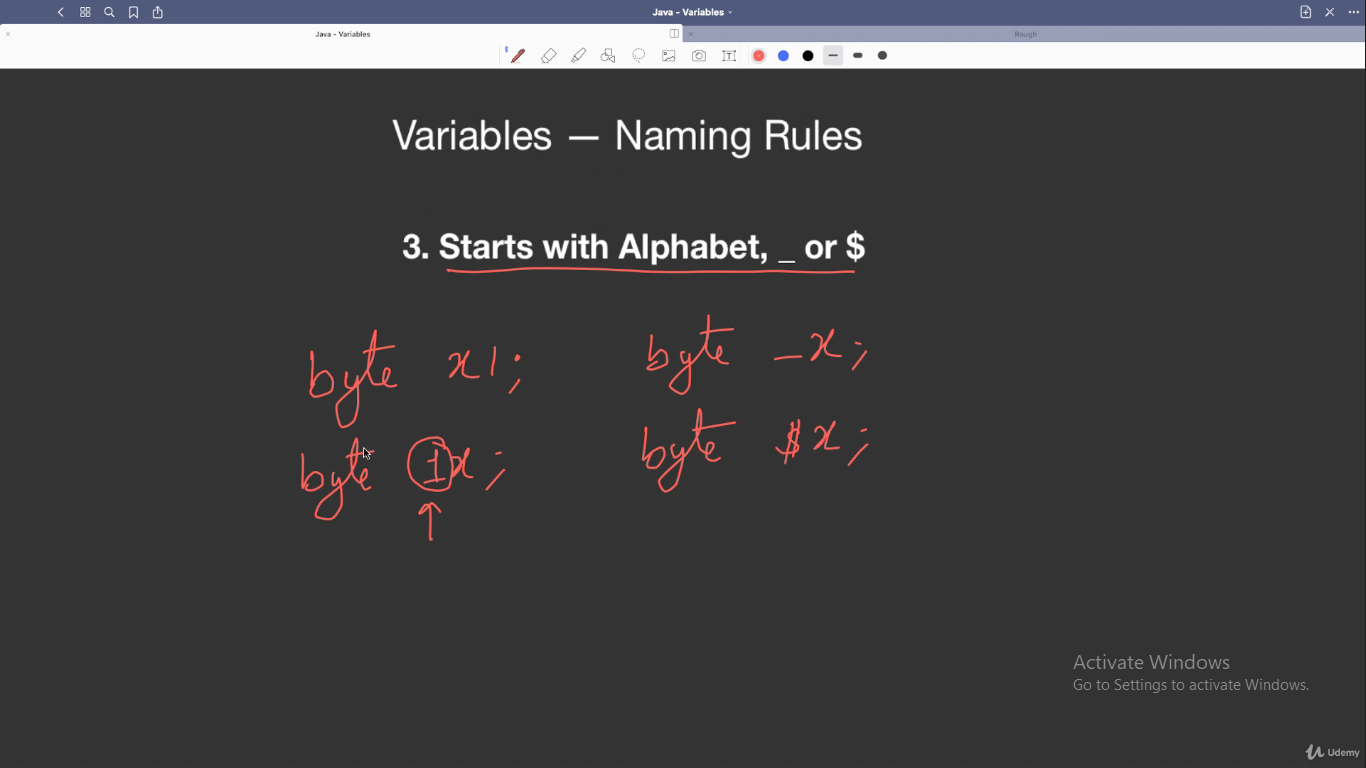 Java - Variables
Java - Variables
Rough
Variables — Naming Rules
3. Starts with Alphabet, _ or $
byte x1;
byte _x;
byte 1x;
byte $x;
Activate Windows
Go to Settings to activate Windows.
Udemy